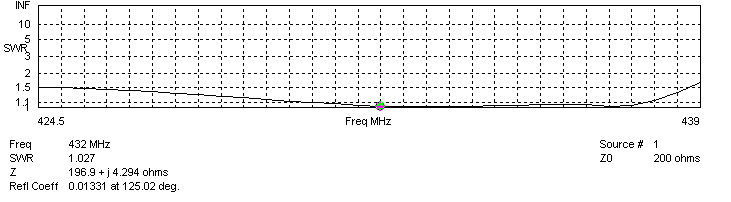 INF
10
5
SWR
3
2
1.5
1.1
1
424.5 Freq MHz 439
Freq 432 MHz Source # 1
SWR 1.027 Z0 200 ohms
Z 196.9 + j 4.294 ohms
Refl Coeff 0.01331 at 125.02 deg.